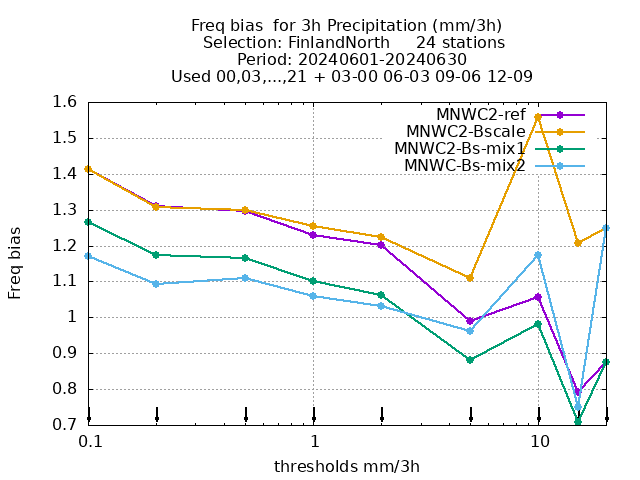 Freq bias  for 3h Precipitation (mm/3h)
Selection: FinlandNorth     24 stations
Period: 20240601-20240630
Used 00,03,...,21 + 03-00 06-03 09-06 12-09
MNWC2-ref
MNWC2-Bscale
MNWC2-Bs-mix1
MNWC-Bs-mix2
Freq bias
1.6
1.5
1.4
1.3
1.2
1.1
1
0.9
0.8
0.7
0.1 1 10
thresholds mm/3h